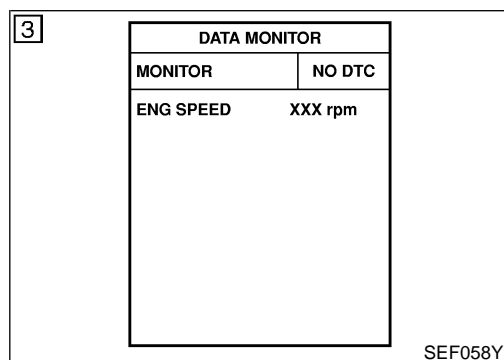 3
DATA MONITOR
MONITOR NO DTC
ENG SPEED XXX rpm
SEF058Y